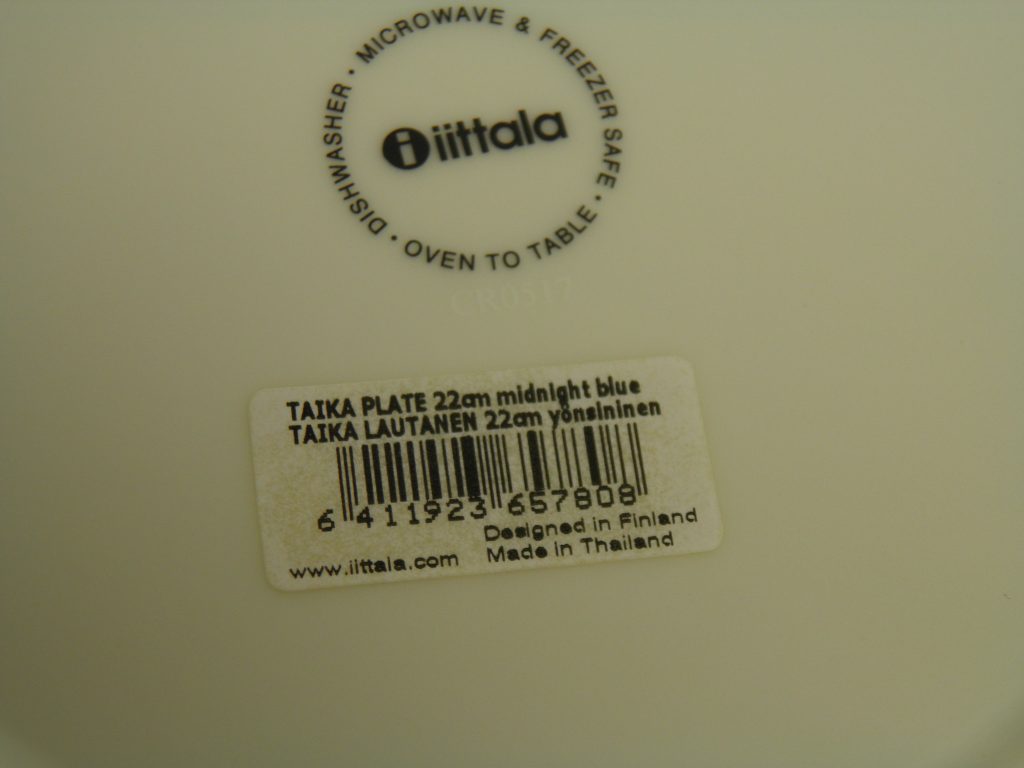 DISHWASHER · MICROWAVE & FREEZER SAFE · OVEN TO TABLE ·
iittala
CR0517
TAIKA PLATE 22cm midnight blue
TAIKA LAUTANEN 22cm yönsininen
6 411923 657808
Designed in Finland
www.iittala.com Made in Thailand